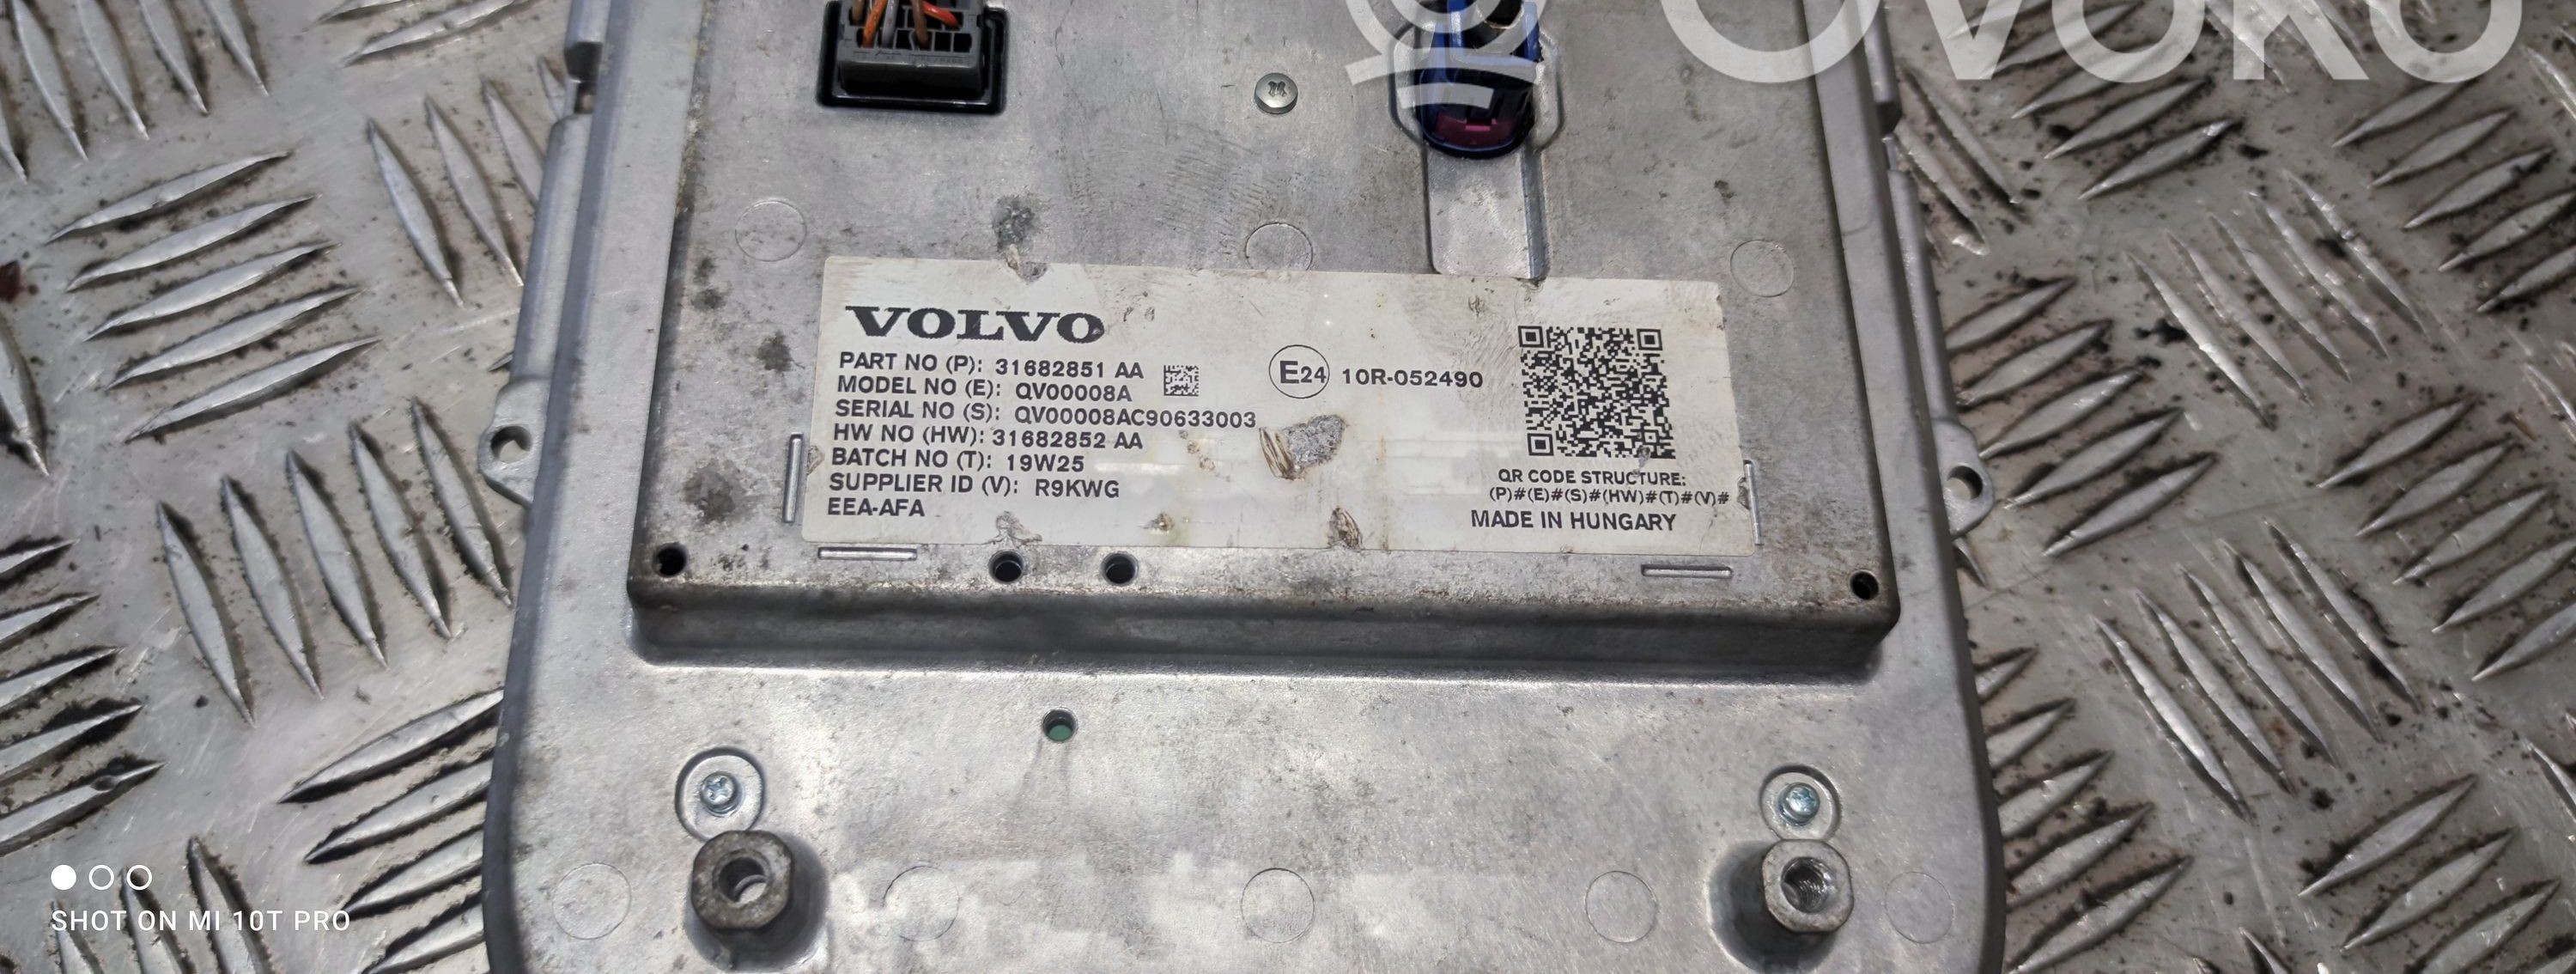 OVOKO
VOLVO
PART NO (P): 31682851 AA
MODEL NO (E): QV00008A
SERIAL NO (S): QV00008AC90633003
HW NO (HW): 31682852 AA
BATCH NO (T): 19W25
SUPPLIER ID (V): R9KWG
EEA-AFA
E24 10R-052490
QR CODE STRUCTURE:
(P)#(E)#(S)#(HW)#(T)#(V)#
MADE IN HUNGARY
SHOT ON MI 10T PRO